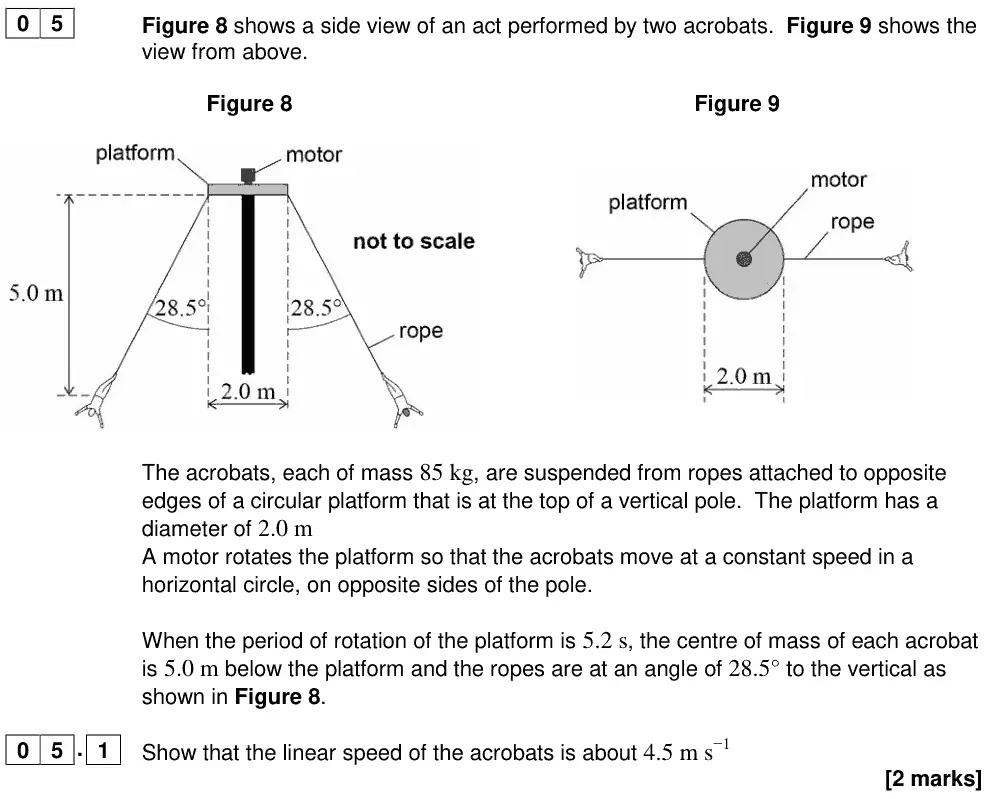 0 5 Figure 8 shows a side view of an act performed by two acrobats. Figure 9 shows the
view from above.
Figure 8
Figure 9
platform
motor
not to scale
5.0 m
28.5°
28.5°
rope
2.0 m
motor
platform
rope
2.0 m
The acrobats, each of mass 85 kg, are suspended from ropes attached to opposite
edges of a circular platform that is at the top of a vertical pole. The platform has a
diameter of 2.0 m
A motor rotates the platform so that the acrobats move at a constant speed in a
horizontal circle, on opposite sides of the pole.
When the period of rotation of the platform is 5.2 s, the centre of mass of each acrobat
is 5.0 m below the platform and the ropes are at an angle of 28.5° to the vertical as
shown in Figure 8.
0 5 . 1 Show that the linear speed of the acrobats is about 4.5 m s⁻¹
[2 marks]